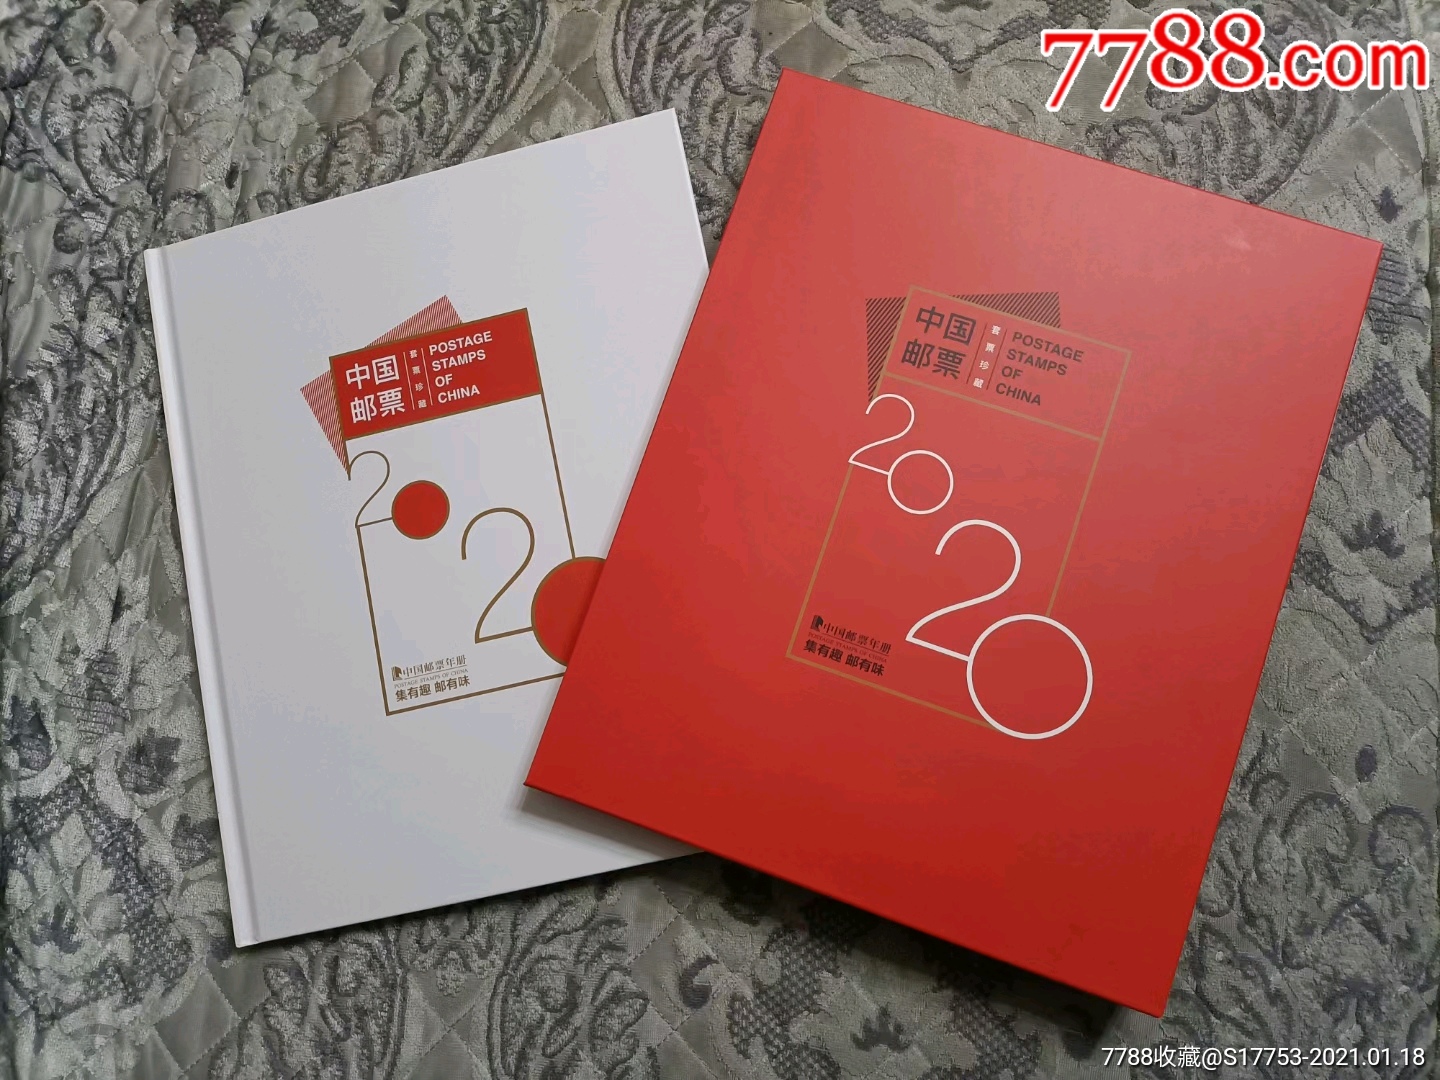 7788.com
中国
邮票
套票珍藏
POSTAGE
STAMPS
OF
CHINA
2020
中国邮票年册
POSTAGE STAMPS OF CHINA
集有趣 邮有味
中国
邮票
套票珍藏
POSTAGE
STAMPS
OF
CHINA
2020
中国邮票年册
POSTAGE STAMPS OF CHINA
集有趣 邮有味
7788收藏@S17753-2021.01.18